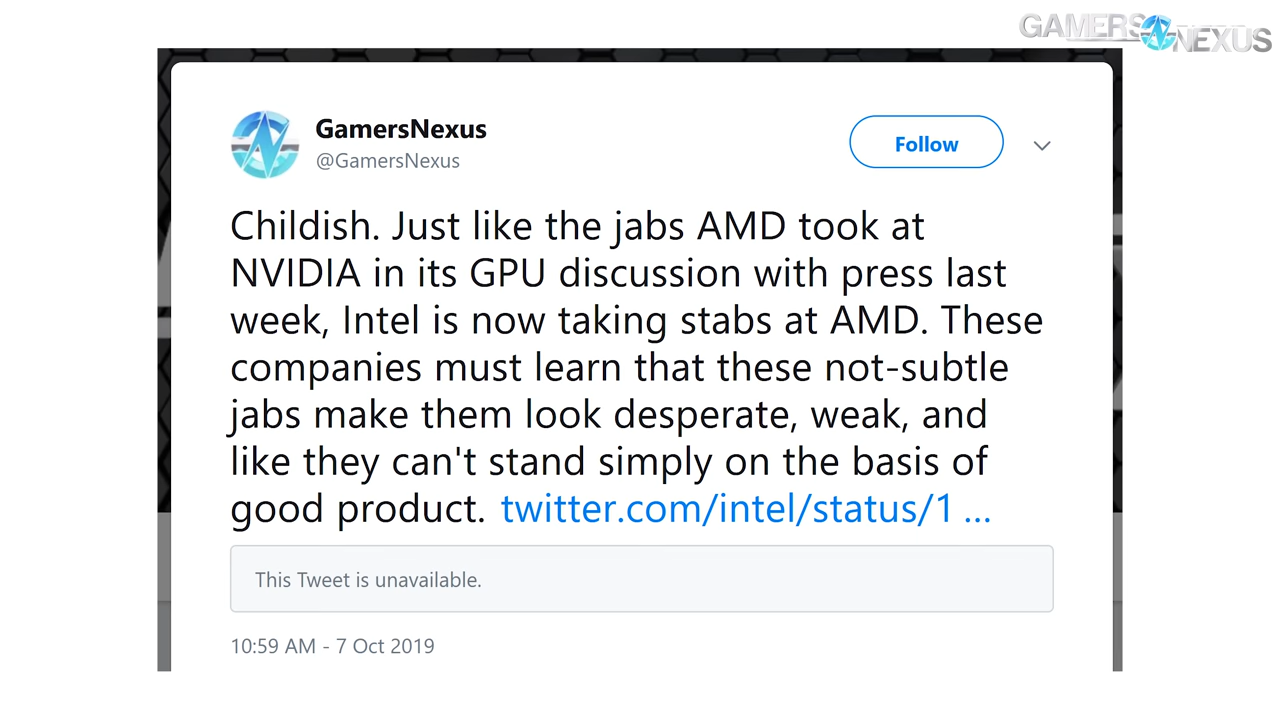 GAMERS NEXUS
GamersNexus
@GamersNexus
Follow
Childish. Just like the jabs AMD took at
NVIDIA in its GPU discussion with press last
week, Intel is now taking stabs at AMD. These
companies must learn that these not-subtle
jabs make them look desperate, weak, and
like they can't stand simply on the basis of
good product. twitter.com/intel/status/1 ...
This Tweet is unavailable.
10:59 AM - 7 Oct 2019